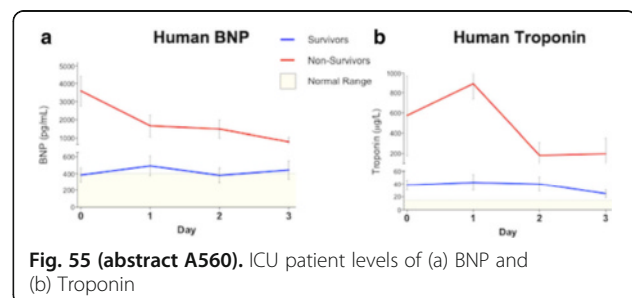 a Human BNP
Survivors
Non-Survivors
Normal Range
BNP (pg/mL)
5000
4000
3000
2000
1000
600
400
200
0
0 1 2 3
Day
b Human Troponin
Troponin (µg/L)
1000
800
600
400
200
60
40
20
0
0 1 2 3
Day
Fig. 55 (abstract A560). ICU patient levels of (a) BNP and
(b) Troponin